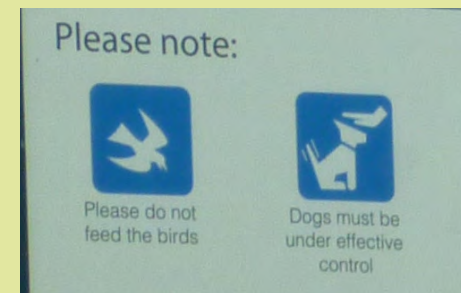 Please note:
Please do not
feed the birds
Dogs must be
under effective
control